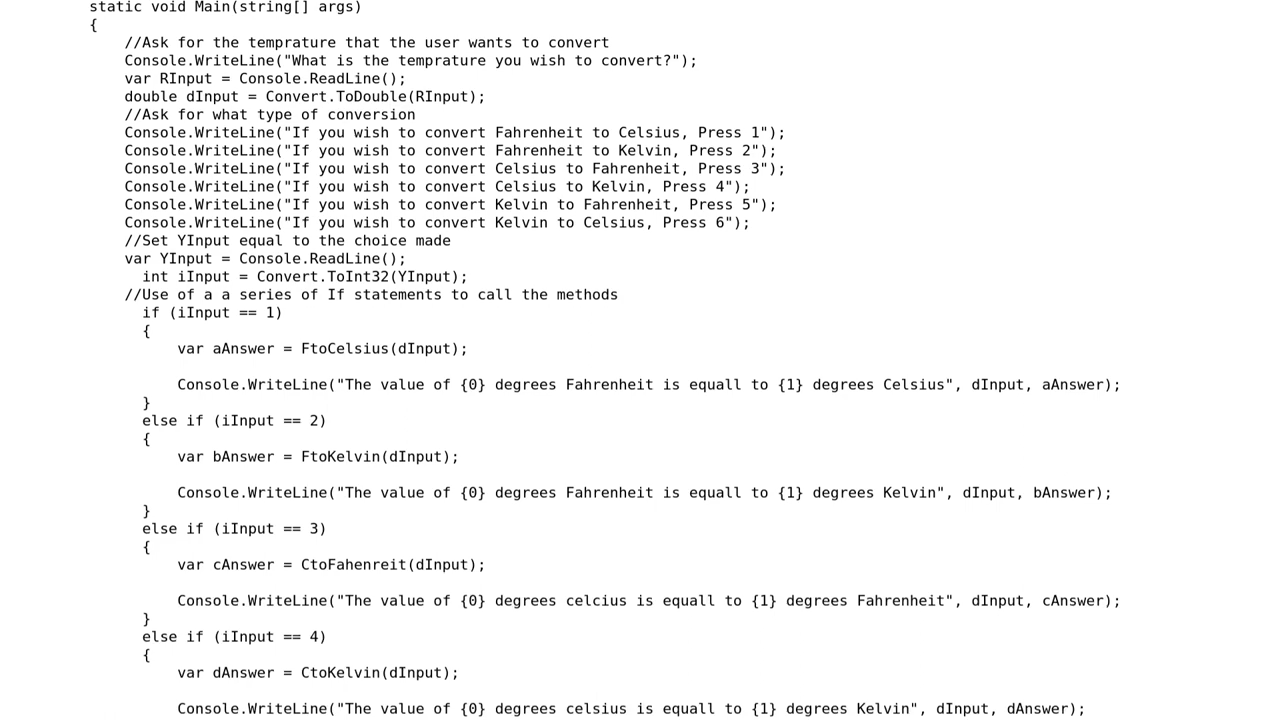 static void Main(string[] args)
{
//Ask for the temprature that the user wants to convert
Console.WriteLine("What is the temprature you wish to convert?");
var RInput = Console.ReadLine();
double dInput = Convert.ToDouble(RInput);
//Ask for what type of conversion
Console.WriteLine("If you wish to convert Fahrenheit to Celsius, Press 1");
Console.WriteLine("If you wish to convert Fahrenheit to Kelvin, Press 2");
Console.WriteLine("If you wish to convert Celsius to Fahrenheit, Press 3");
Console.WriteLine("If you wish to convert Celsius to Kelvin, Press 4");
Console.WriteLine("If you wish to convert Kelvin to Fahrenheit, Press 5");
Console.WriteLine("If you wish to convert Kelvin to Celsius, Press 6");
//Set YInput equal to the choice made
var YInput = Console.ReadLine();
int iInput = Convert.ToInt32(YInput);
//Use of a a series of If statements to call the methods
if (iInput == 1)
{
var aAnswer = FtoCelsius(dInput);
Console.WriteLine("The value of {0} degrees Fahrenheit is equall to {1} degrees Celsius", dInput, aAnswer);
}
else if (iInput == 2)
{
var bAnswer = FtoKelvin(dInput);
Console.WriteLine("The value of {0} degrees Fahrenheit is equall to {1} degrees Kelvin", dInput, bAnswer);
}
else if (iInput == 3)
{
var cAnswer = CtoFahenreit(dInput);
Console.WriteLine("The value of {0} degrees celcius is equall to {1} degrees Fahrenheit", dInput, cAnswer);
}
else if (iInput == 4)
{
var dAnswer = CtoKelvin(dInput);
Console.WriteLine("The value of {0} degrees celsius is equall to {1} degrees Kelvin", dInput, dAnswer);